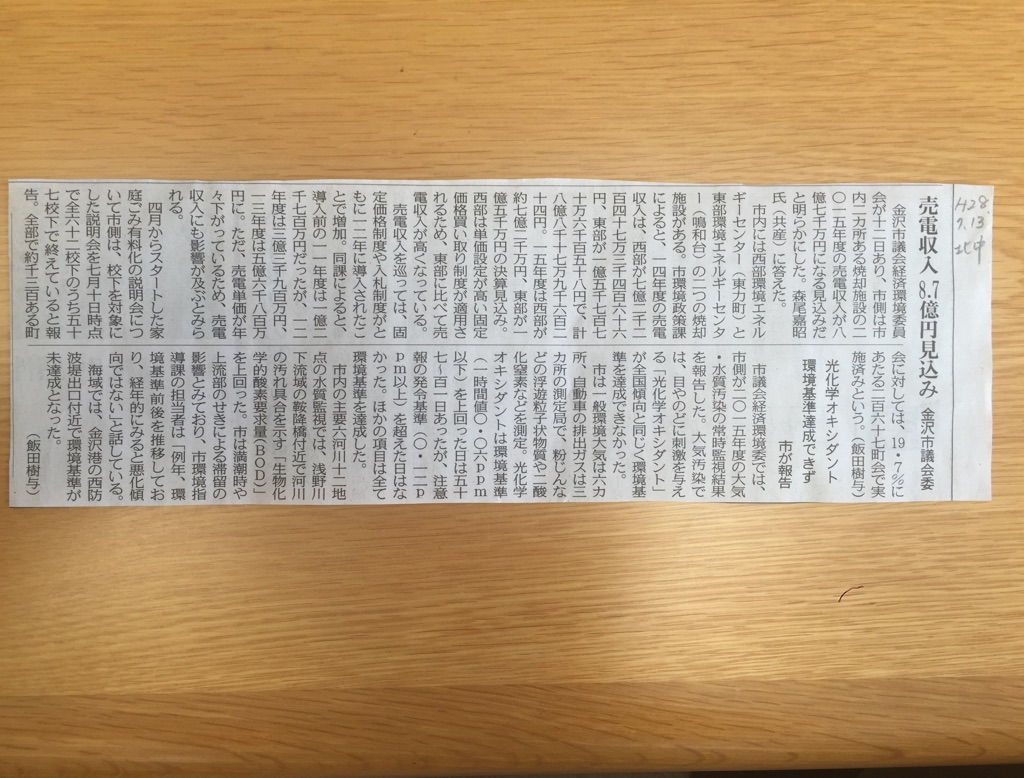 H28
7.13
北中
売電収入 8.7億円見込み 金沢市議会委
金沢市議会経済環境委員
会が十二日あり、市側は市
内二カ所ある焼却施設の二
〇一五年度の売電収入が八
億七千万円になる見込みだ
と明らかにした。森尾嘉昭
氏（共産）に答えた。
市内には西部環境エネル
ギーセンター（東力町）と
東部環境エネルギーセンタ
ー（鳴和台）の二つの焼却
施設がある。市環境政策課
によると、一四年度の売電
収入は、西部が七億二千二
百四十七万三千四百六十六
円、東部が一億五千七百七
十万六千百五十八円で、計
八億八千十七万九千六百二
十四円。一五年度は西部が
約七億二千万円、東部が一
億五千万円の決算見込み。
西部は単価設定が高い固定
価格買い取り制度が適用さ
れるため、東部に比べて売
電収入が高くなっている。
売電収入を巡っては、固
定価格制度や入札制度がと
もに一二年に導入されたこ
とで増加。同課によると、
導入前の一一年度は一億二
千七百万円だったが、一二
年度は三億三千九百万円、
一三年度は五億六千八百万
円に。ただ、売電単価が年
々下がっているため、売電
収入にも影響が及ぶとみら
れる。
四月からスタートした家
庭ごみ有料化の説明会につ
いて市側は、校下を対象に
した説明会を七月十日時点
で全六十二校下のうち五十
七校下で終えていると報
告。全部で約千三百ある町
会に対しては、19・7％に
あたる二百六十七町会で実
施済みという。（飯田樹与）
光化学オキシダント
環境基準達成できず
市が報告
市議会経済環境委では、
市側が二〇一五年度の大気
・水質汚染の常時監視結果
を報告した。大気汚染で
は、目やのどに刺激を与え
る「光化学オキシダント」
が全国傾向と同じく環境基
準を達成できなかった。
市は一般環境大気は六カ
所、自動車の排出ガスは三
カ所の測定局で、粉じんな
どの浮遊粒子状物質や二酸
化窒素などを測定。光化学
オキシダントは環境基準
（一時間値〇・〇六ppm
以下）を上回った日は五十
七～百一日あったが、注意
報の発令基準（〇・一二p
pm以上）を超えた日はな
かった。ほかの項目は全て
環境基準を達成した。
市内の主要六河川十二地
点の水質監視では、浅野川
下流域の鞍降橋付近で河川
の汚れ具合を示す「生物化
学的酸素要求量（BOD）」
を上回った。市は満潮時や
上流部のせきによる滞留の
影響とみており、市環境指
導課の担当者は「例年、環
境基準前後を推移してお
り、経年的にみると悪化傾
向ではない」と話している。
海域では、金沢港の西防
波堤出口付近で環境基準が
未達成となった。
（飯田樹与）